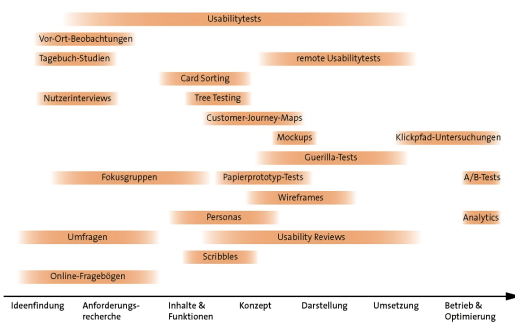 Usabilitytests
Vor-Ort-Beobachtungen
Tagebuch-Studien remote Usabilitytests
Card Sorting
Nutzerinterviews Tree Testing
Customer-Journey-Maps
Mockups Klickpfad-Untersuchungen
Guerilla-Tests
Fokusgruppen Papierprototyp-Tests A/B-Tests
Wireframes
Personas Analytics
Umfragen Usability Reviews
Scribbles
Online-Fragebögen
Ideenfindung Anforderungs- Inhalte & Konzept Darstellung Umsetzung Betrieb &
recherche Funktionen Optimierung